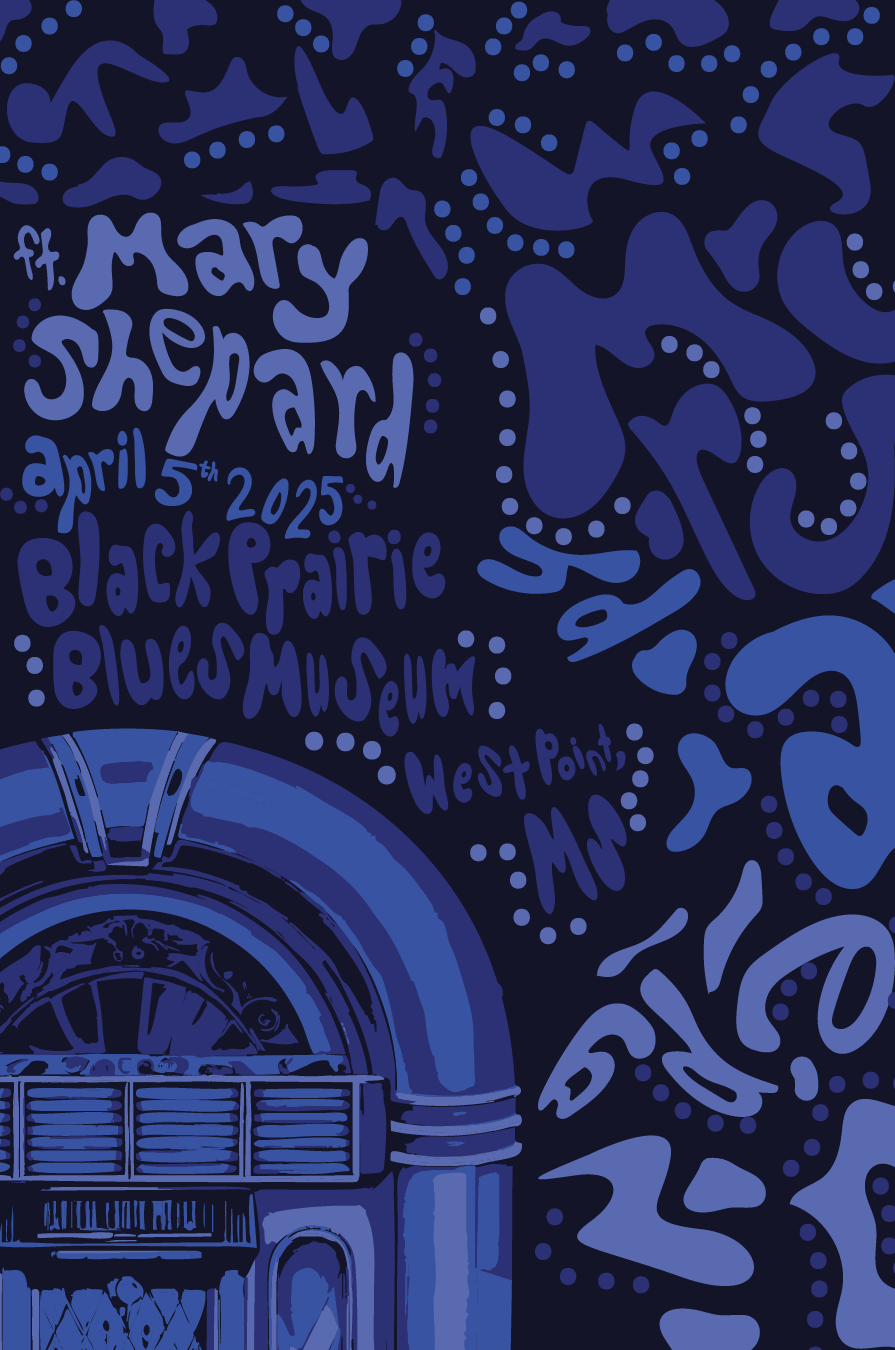 ft. Mary
Shepard
april 5th 2025
Black Prairie
Blues Museum
West Point,
MS